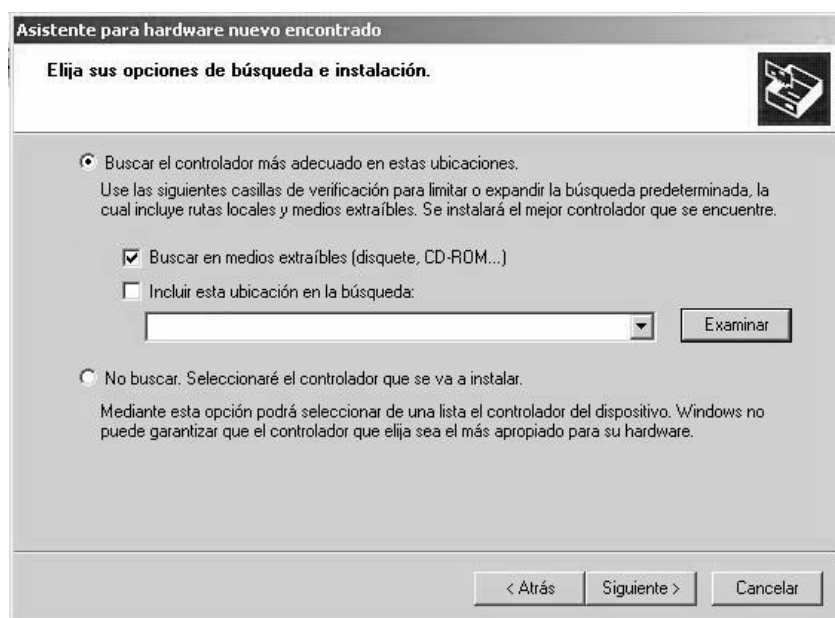 Asistente para hardware nuevo encontrado
Elija sus opciones de búsqueda e instalación.
Buscar el controlador más adecuado en estas ubicaciones.
Use las siguientes casillas de verificación para limitar o expandir la búsqueda predeterminada, la
cual incluye rutas locales y medios extraíbles. Se instalará el mejor controlador que se encuentre.
Buscar en medios extraíbles (disquete, CD-ROM...)
Incluir esta ubicación en la búsqueda:
Examinar
No buscar. Seleccionaré el controlador que se va a instalar.
Mediante esta opción podrá seleccionar de una lista el controlador del dispositivo. Windows no
puede garantizar que el controlador que elija sea el más apropiado para su hardware.
< Atrás
Siguiente >
Cancelar